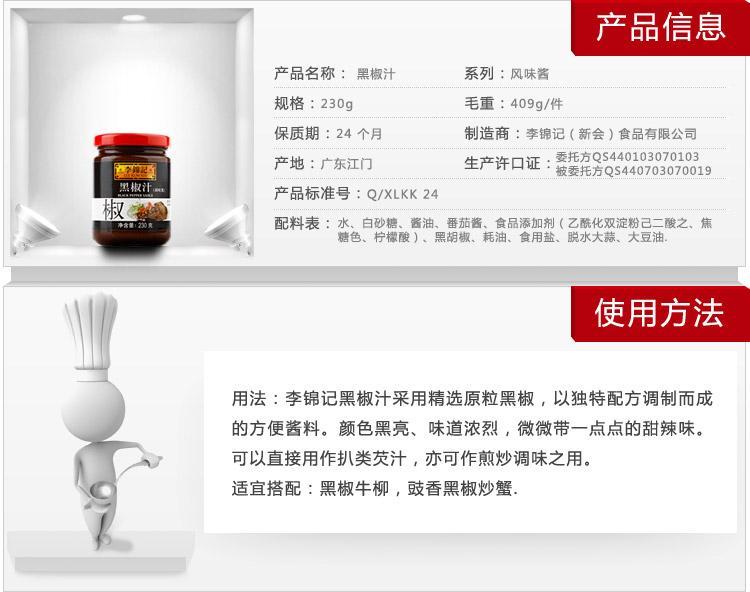 产品信息
产品名称： 黑椒汁 系列：风味酱
规格：230g 毛重：409g/件
保质期：24 个月 制造商：李锦记（新会）食品有限公司
产地：广东江门 生产许可证：委托方QS440103070103
被委托方QS440703070019
产品标准号：Q/XLKK 24
配料表：水、白砂糖、酱油、番茄酱、食品添加剂（乙酰化双淀粉己二酸之、焦
糖色、柠檬酸）、黑胡椒、耗油、食用盐、脱水大蒜、大豆油.
李锦記
黑椒汁
BLACK PEPPER SAUCE
椒
净含量：230 克
使用方法
用法：李锦记黑椒汁采用精选原粒黑椒，以独特配方调制而成
的方便酱料。颜色黑亮、味道浓烈，微微带一点点的甜辣味。
可以直接用作扒类芡汁，亦可作煎炒调味之用。
适宜搭配：黑椒牛柳，豉香黑椒炒蟹.